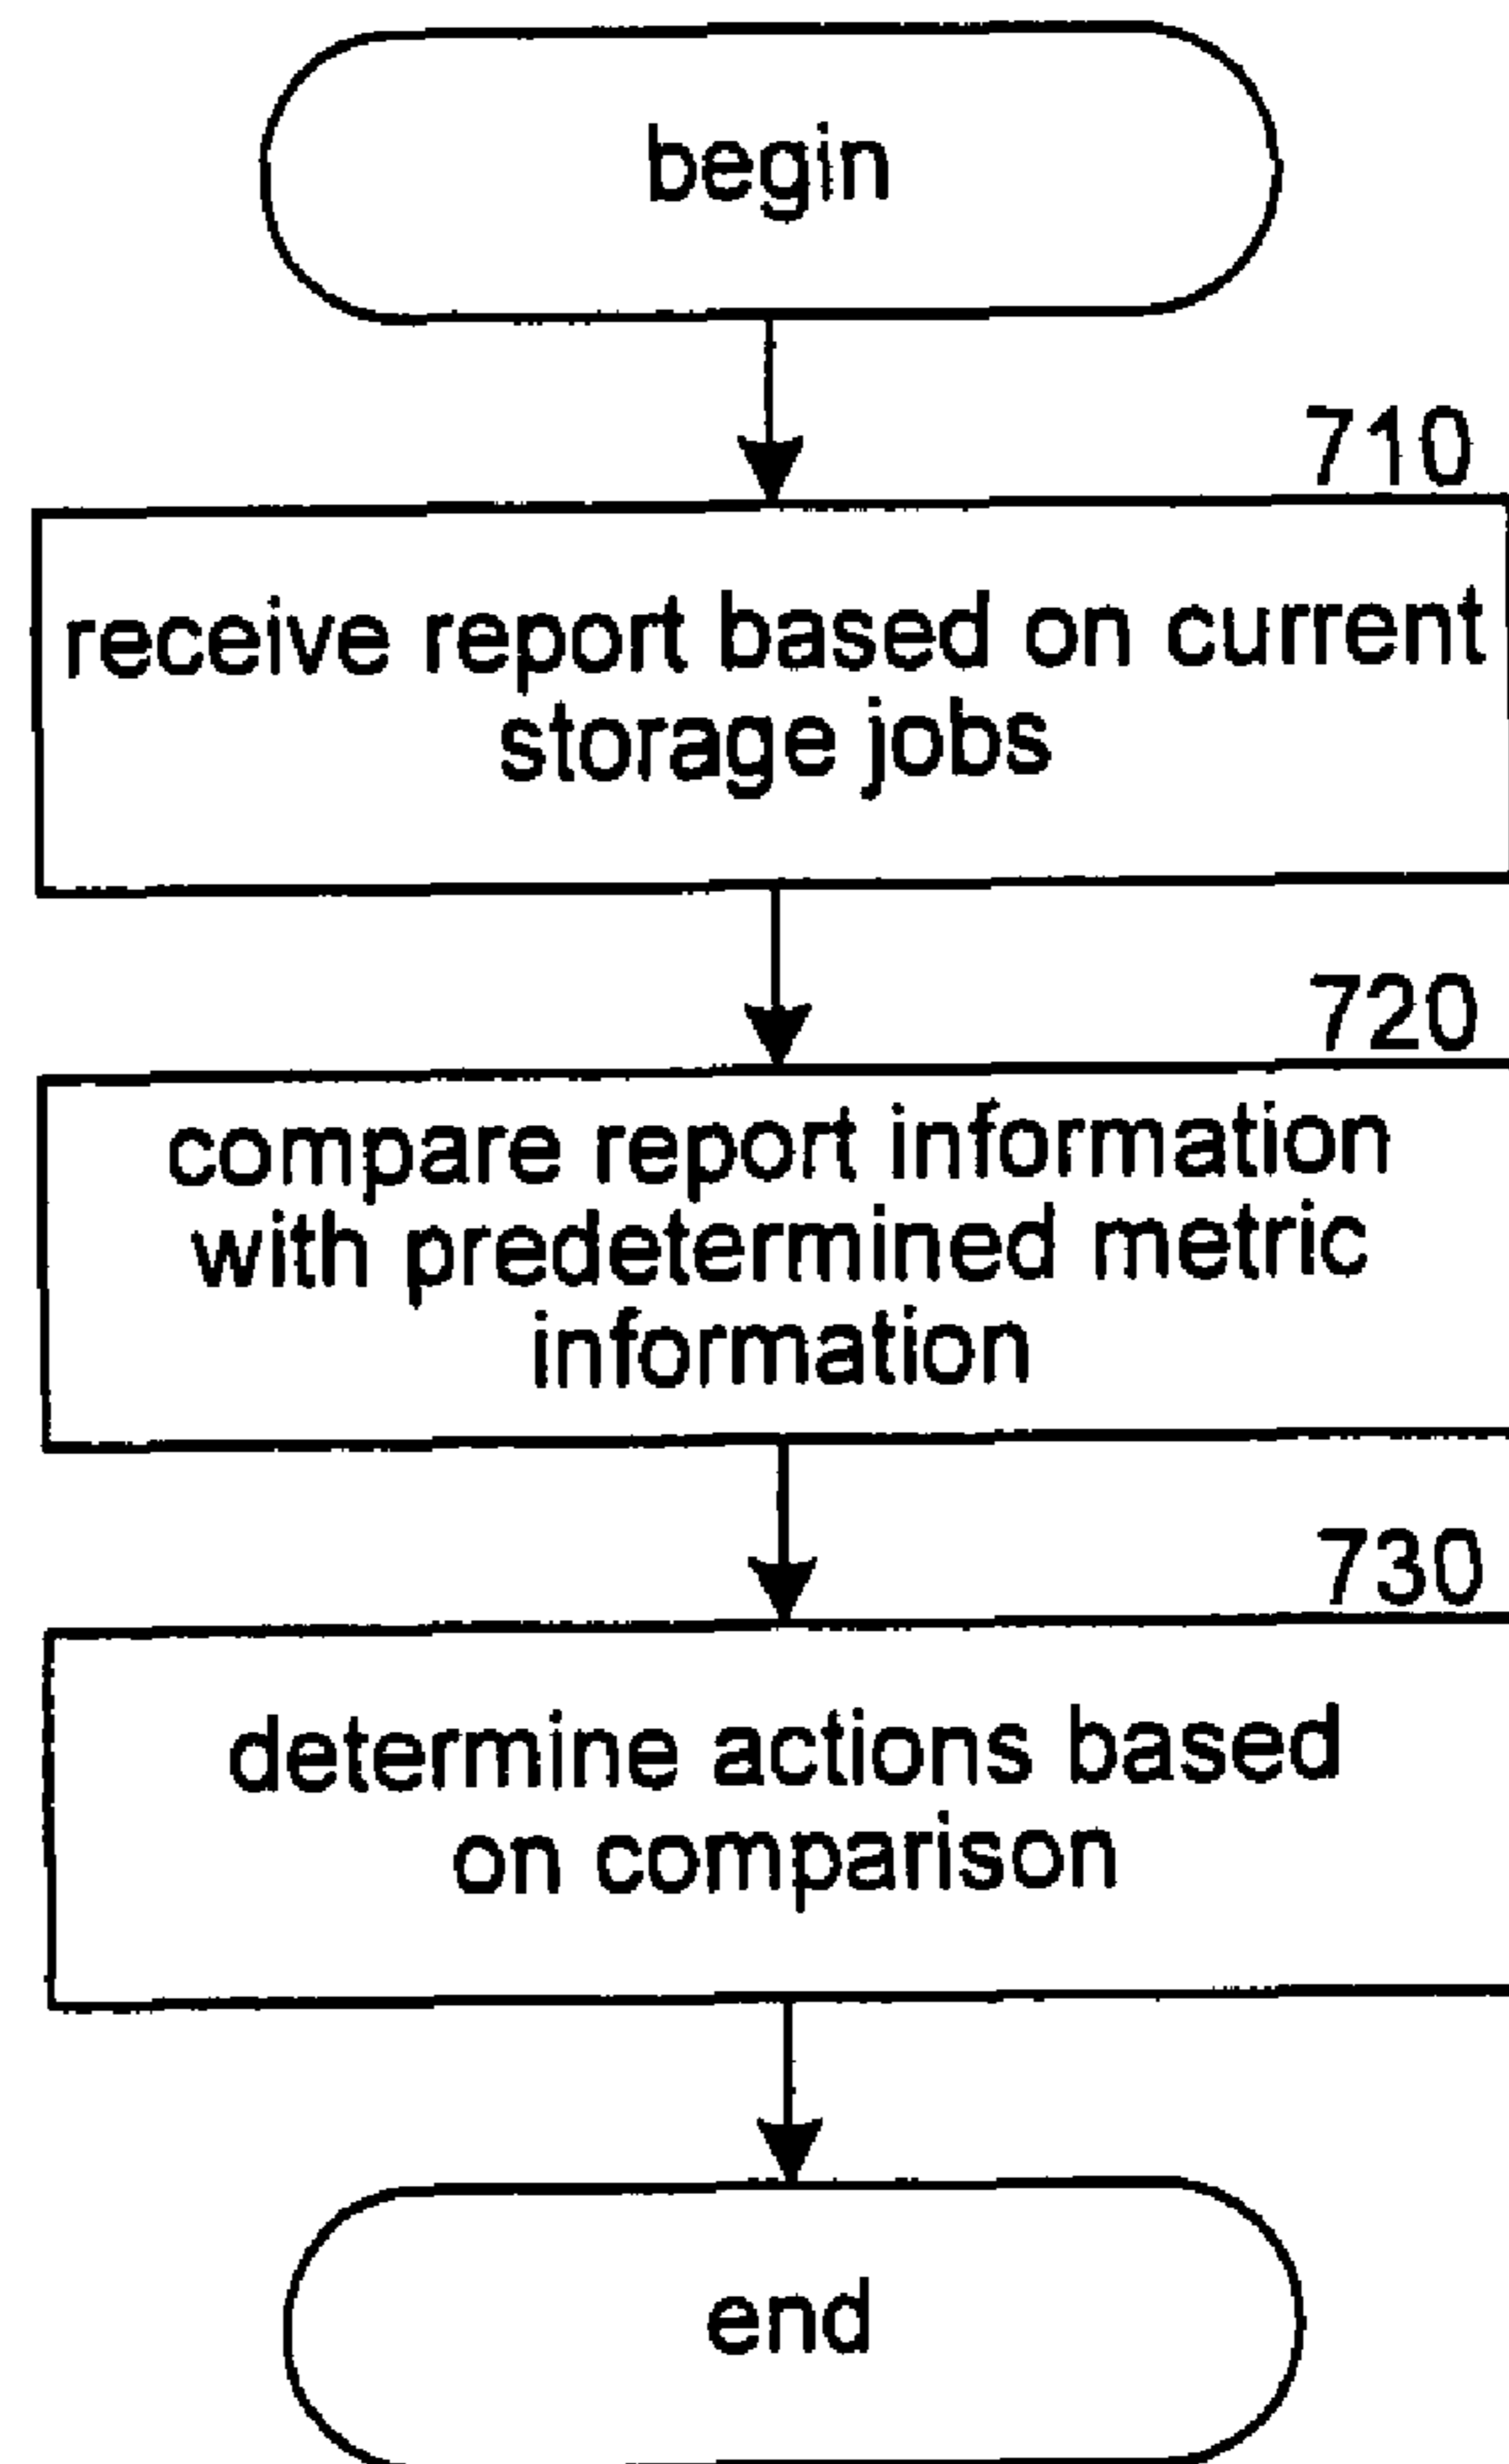 begin
710
receive report based on current
storage jobs
720
compare report information
with predetermined metric
information
730
determine actions based
on comparison
end